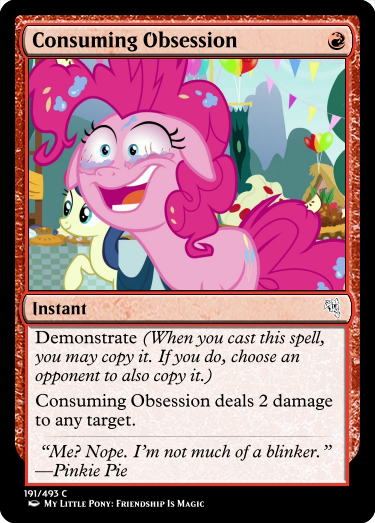 Consuming Obsession
Instant
Demonstrate (When you cast this spell,
you may copy it. If you do, choose an
opponent to also copy it.)
Consuming Obsession deals 2 damage
to any target.
“Me? Nope. I’m not much of a blinker.”
—Pinkie Pie
191/493 C
My Little Pony: Friendship Is Magic